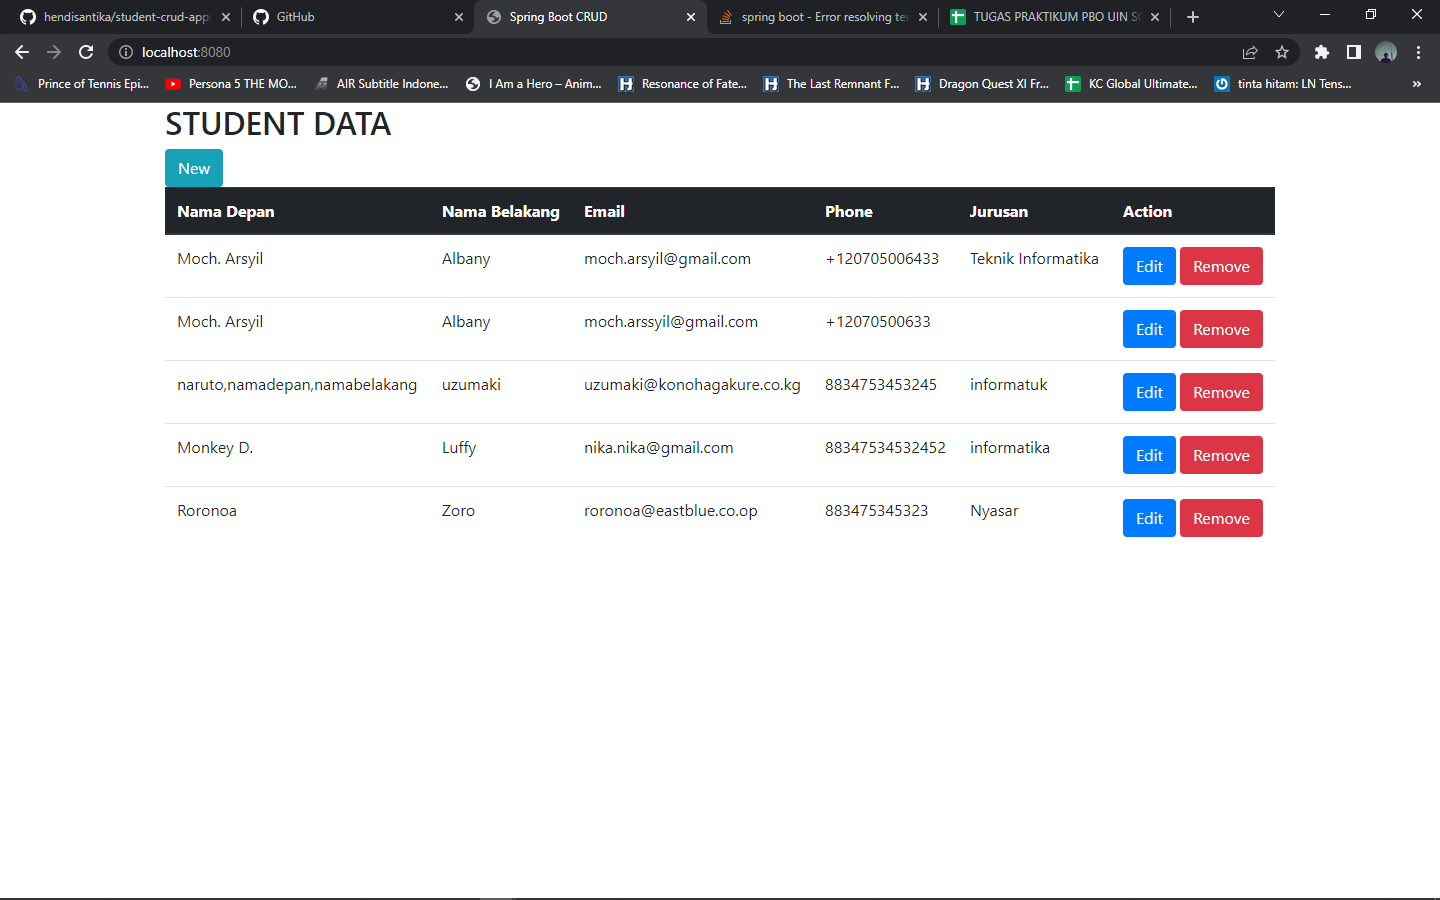 hendisantika/student-crud-app:
GitHub
Spring Boot CRUD
spring boot - Error resolving ter
TUGAS PRAKTIKUM PBO UIN SG
localhost:8080
Prince of Tennis Epi...
Persona 5 THE MO...
AIR Subtitle Indone...
I Am a Hero – Anim...
Resonance of Fate...
The Last Remnant F...
Dragon Quest XI Fr...
KC Global Ultimate...
tinta hitam: LN Tens...
STUDENT DATA
New
Nama Depan Nama Belakang Email Phone Jurusan Action
Moch. Arsyil Albany moch.arsyil@gmail.com +120705006433 Teknik Informatika Edit Remove
Moch. Arsyil Albany moch.arssyil@gmail.com +12070500633 Edit Remove
naruto,namadepan,namabelakang uzumaki uzumaki@konohagakure.co.kg 8834753453245 informatuk Edit Remove
Monkey D. Luffy nika.nika@gmail.com 88347534532452 informatika Edit Remove
Roronoa Zoro roronoa@eastblue.co.op 883475345323 Nyasar Edit Remove